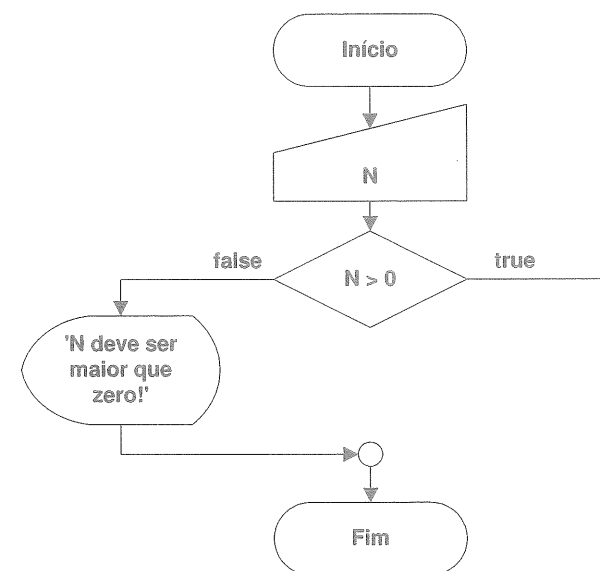 Início
N
false
N > 0
true
'N deve ser
maior que
zero!'
Fim